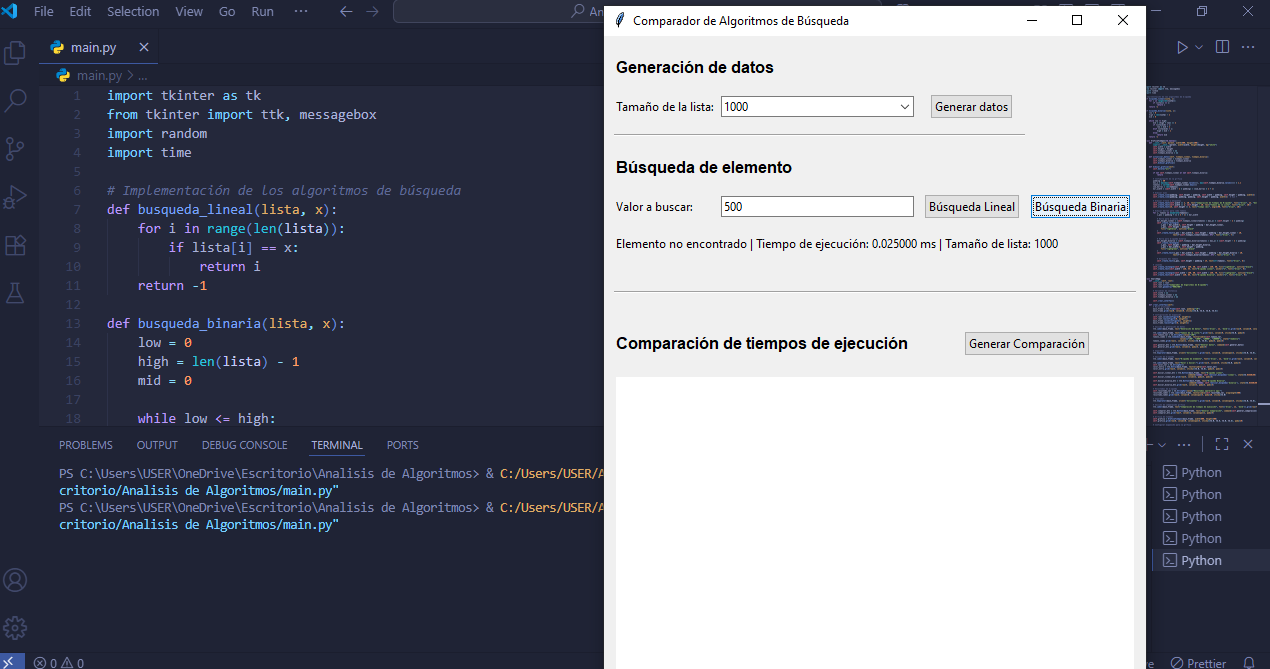 File Edit Selection View Go Run ···
main.py
main.py > ...
1 import tkinter as tk
2 from tkinter import ttk, messagebox
3 import random
4 import time
5
6 # Implementación de los algoritmos de búsqueda
7 def busqueda_lineal(lista, x):
8 for i in range(len(lista)):
9 if lista[i] == x:
10 return i
11 return -1
12
13 def busqueda_binaria(lista, x):
14 low = 0
15 high = len(lista) - 1
16 mid = 0
17
18 while low <= high:
PROBLEMS OUTPUT DEBUG CONSOLE TERMINAL PORTS
PS C:\Users\USER\OneDrive\Escritorio\Analisis de Algoritmos> & C:/Users/USER/A
critorio/Analisis de Algoritmos/main.py"
PS C:\Users\USER\OneDrive\Escritorio\Analisis de Algoritmos> & C:/Users/USER/A
critorio/Analisis de Algoritmos/main.py"
0 0
An
Comparador de Algoritmos de Búsqueda
Generación de datos
Tamaño de la lista: 1000 Generar datos
Búsqueda de elemento
Valor a buscar: 500 Búsqueda Lineal Búsqueda Binaria
Elemento no encontrado | Tiempo de ejecución: 0.025000 ms | Tamaño de lista: 1000
Comparación de tiempos de ejecución Generar Comparación
Python
Python
Python
Python
Python
Prettier